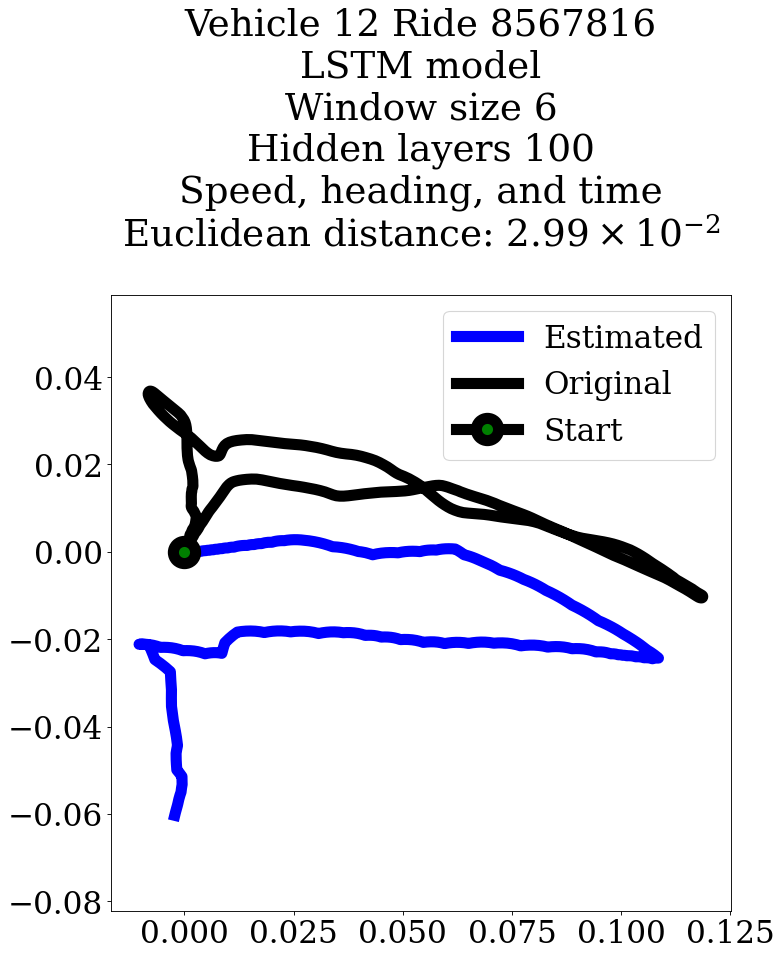 Vehicle 12 Ride 8567816
LSTM model
Window size 6
Hidden layers 100
Speed, heading, and time
Euclidean distance: 2.99 × 10⁻²
Estimated
Original
Start
0.04
0.02
0.00
−0.02
−0.04
−0.06
−0.08
0.000 0.025 0.050 0.075 0.100 0.125